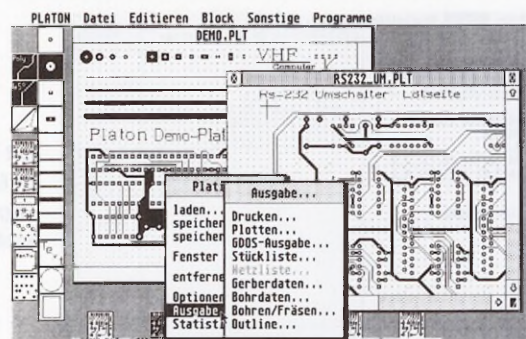 PLATON Datei Editieren Block Sonstige Programme
DEMO.PLT
VHF
Computer
RS232_UM.PLT
Rs-232 Umschalter Lötseite
Platon Demo-Plat
Plati
laden...
speicher
speicher
Fenster
entferne
Optionen
Ausgabe
Statisti
Ausgabe...
Drucken...
Plotten...
GDOS-Ausgabe...
Stückliste...
Netzliste...
Gerberdaten...
Bohrdaten...
Bohren/Fräsen...
Outline...